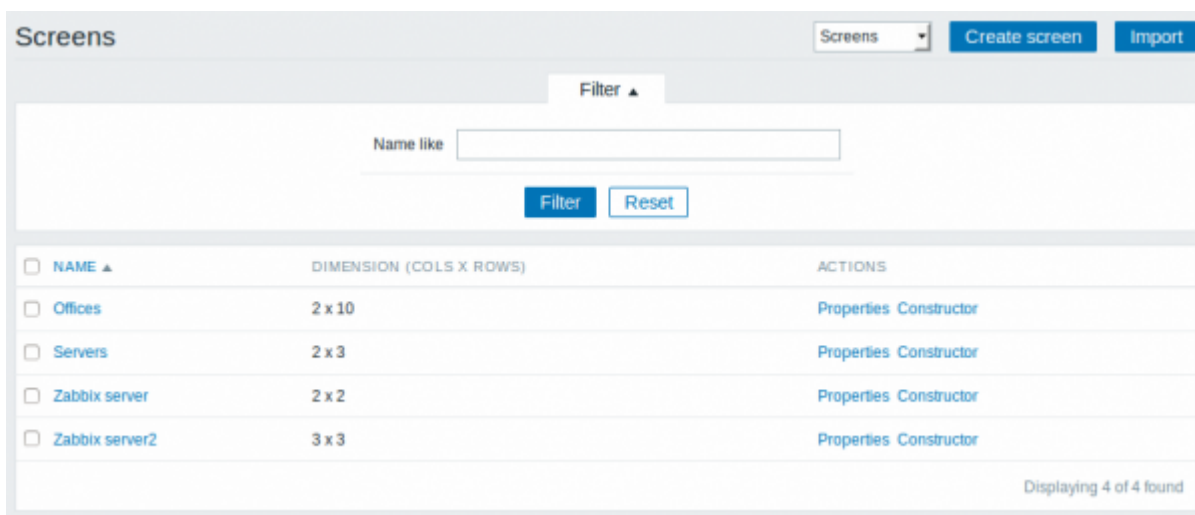 Screens Screens Create screen Import
Filter ▲
Name like
Filter Reset
NAME ▲ DIMENSION (COLS X ROWS) ACTIONS
Offices 2 x 10 Properties Constructor
Servers 2 x 3 Properties Constructor
Zabbix server 2 x 2 Properties Constructor
Zabbix server2 3 x 3 Properties Constructor
Displaying 4 of 4 found